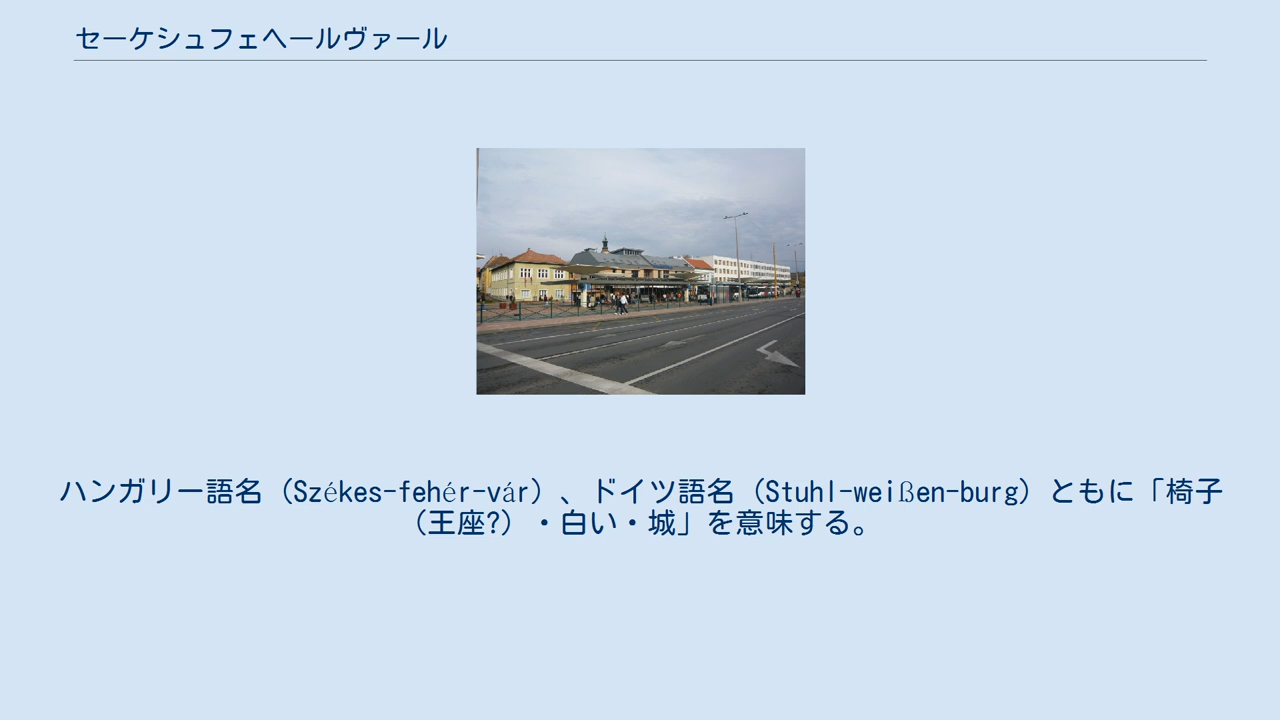 セーケシュフェヘールヴァール
ハンガリー語名（Székes-fehér-vár）、ドイツ語名（Stuhl-weißen-burg）ともに「椅子
（王座?）・白い・城」を意味する。